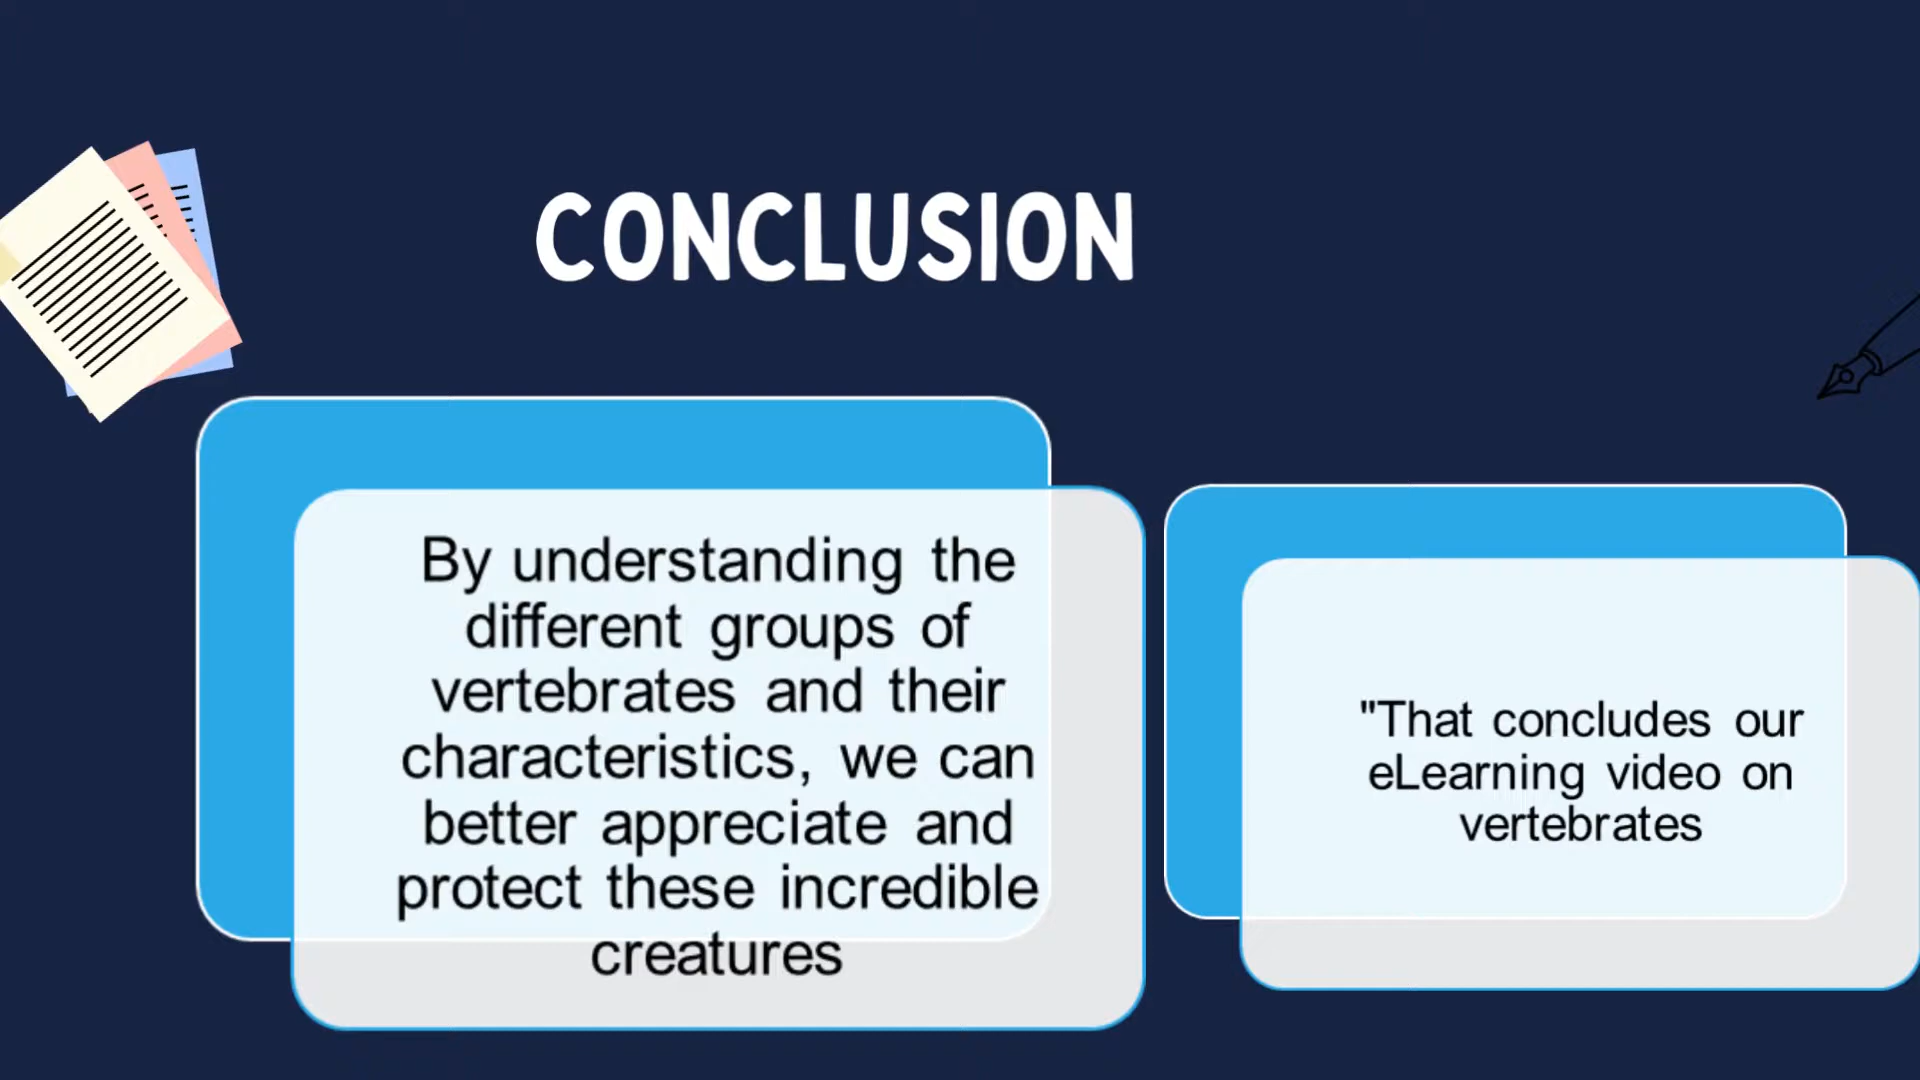 CONCLUSION
By understanding the
different groups of
vertebrates and their
characteristics, we can
better appreciate and
protect these incredible
creatures
"That concludes our
eLearning video on
vertebrates